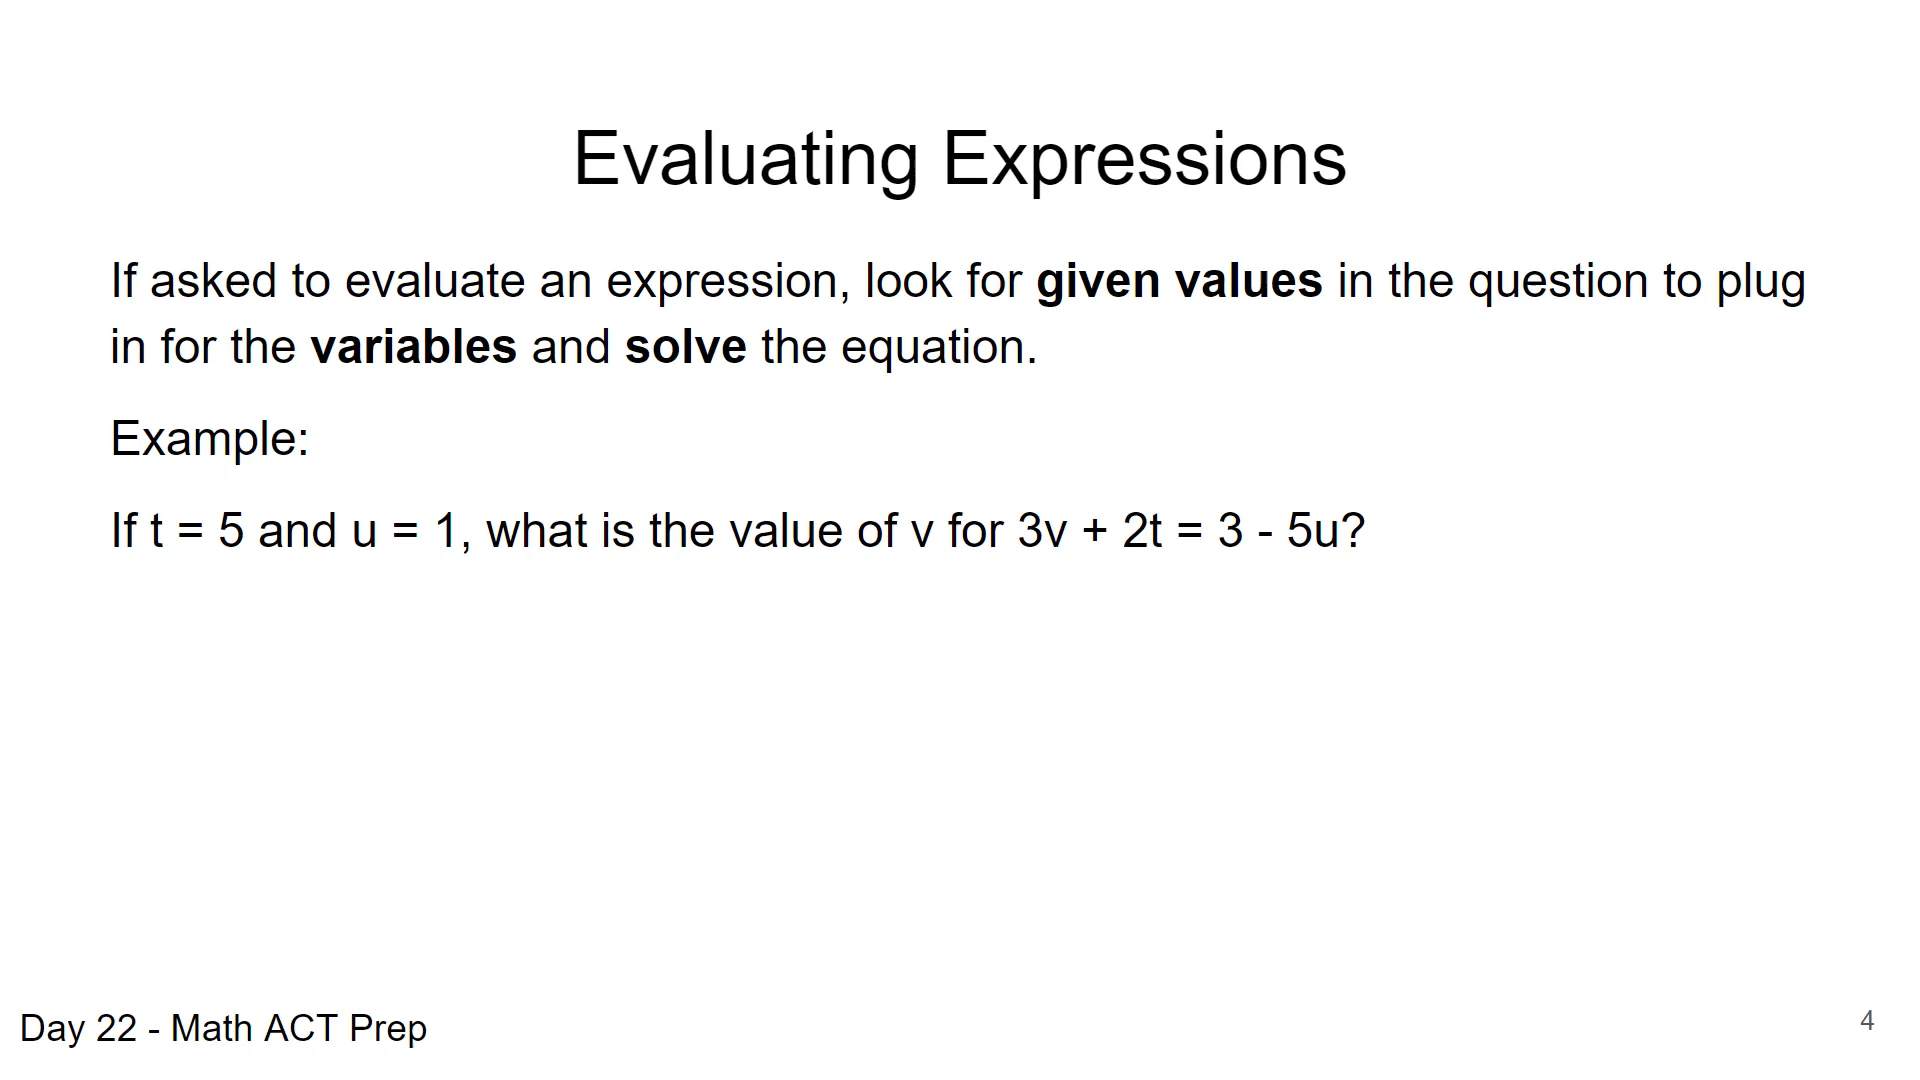 Evaluating Expressions
If asked to evaluate an expression, look for given values in the question to plug
in for the variables and solve the equation.
Example:
If t = 5 and u = 1, what is the value of v for 3v + 2t = 3 - 5u?
Day 22 - Math ACT Prep
4